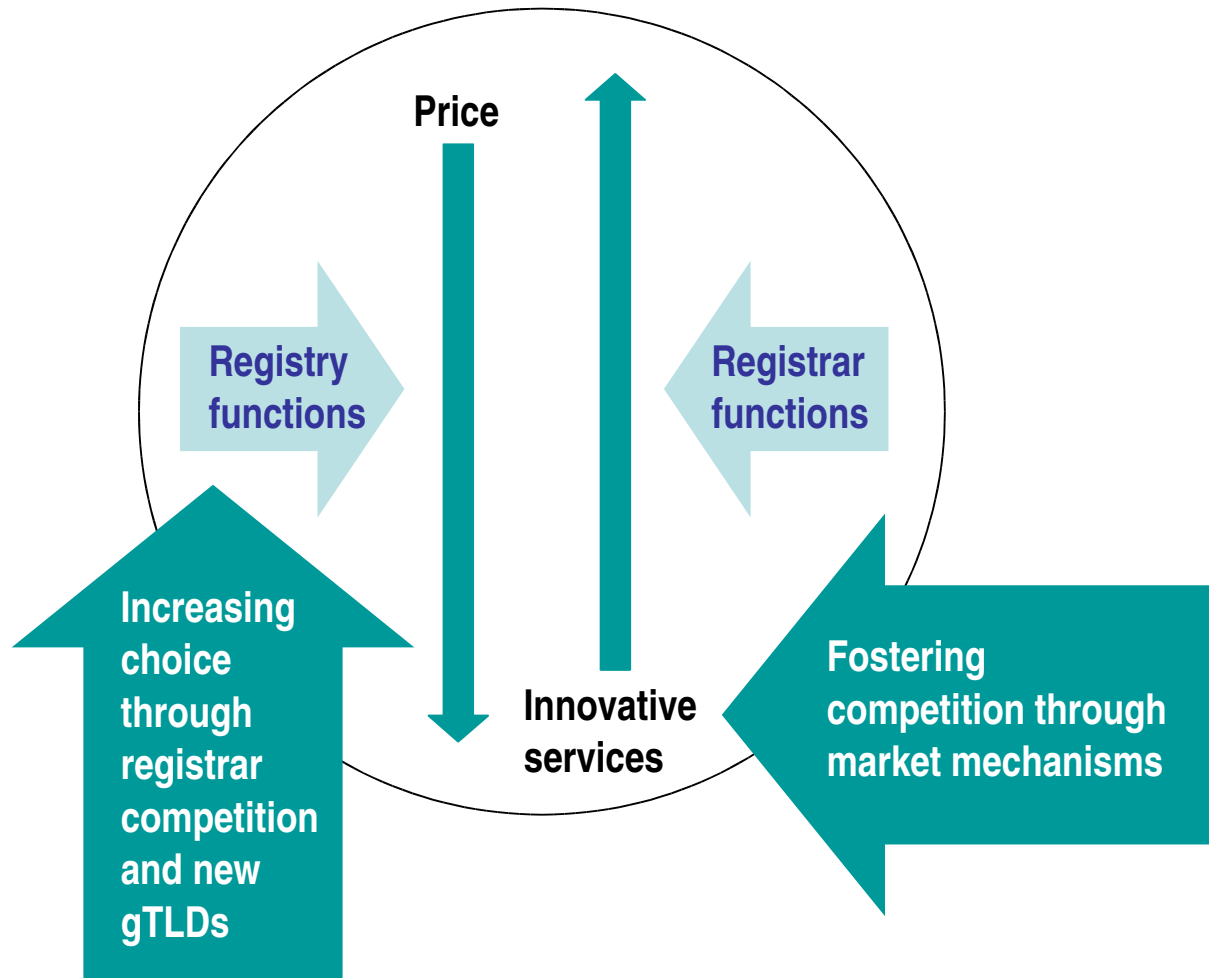 Price
Registry
functions
Registrar
functions
Increasing
choice
through
registrar
competition
and new
gTLDs
Innovative
services
Fostering
competition through
market mechanisms